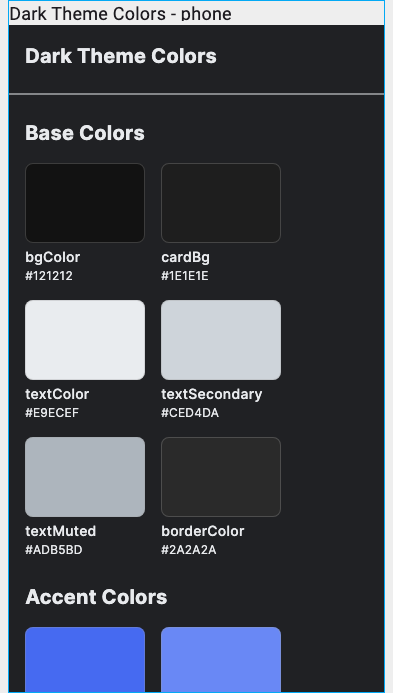 Dark Theme Colors - phone
Dark Theme Colors
Base Colors
bgColor
#121212
cardBg
#1E1E1E
textColor
#E9ECEF
textSecondary
#CED4DA
textMuted
#ADB5BD
borderColor
#2A2A2A
Accent Colors